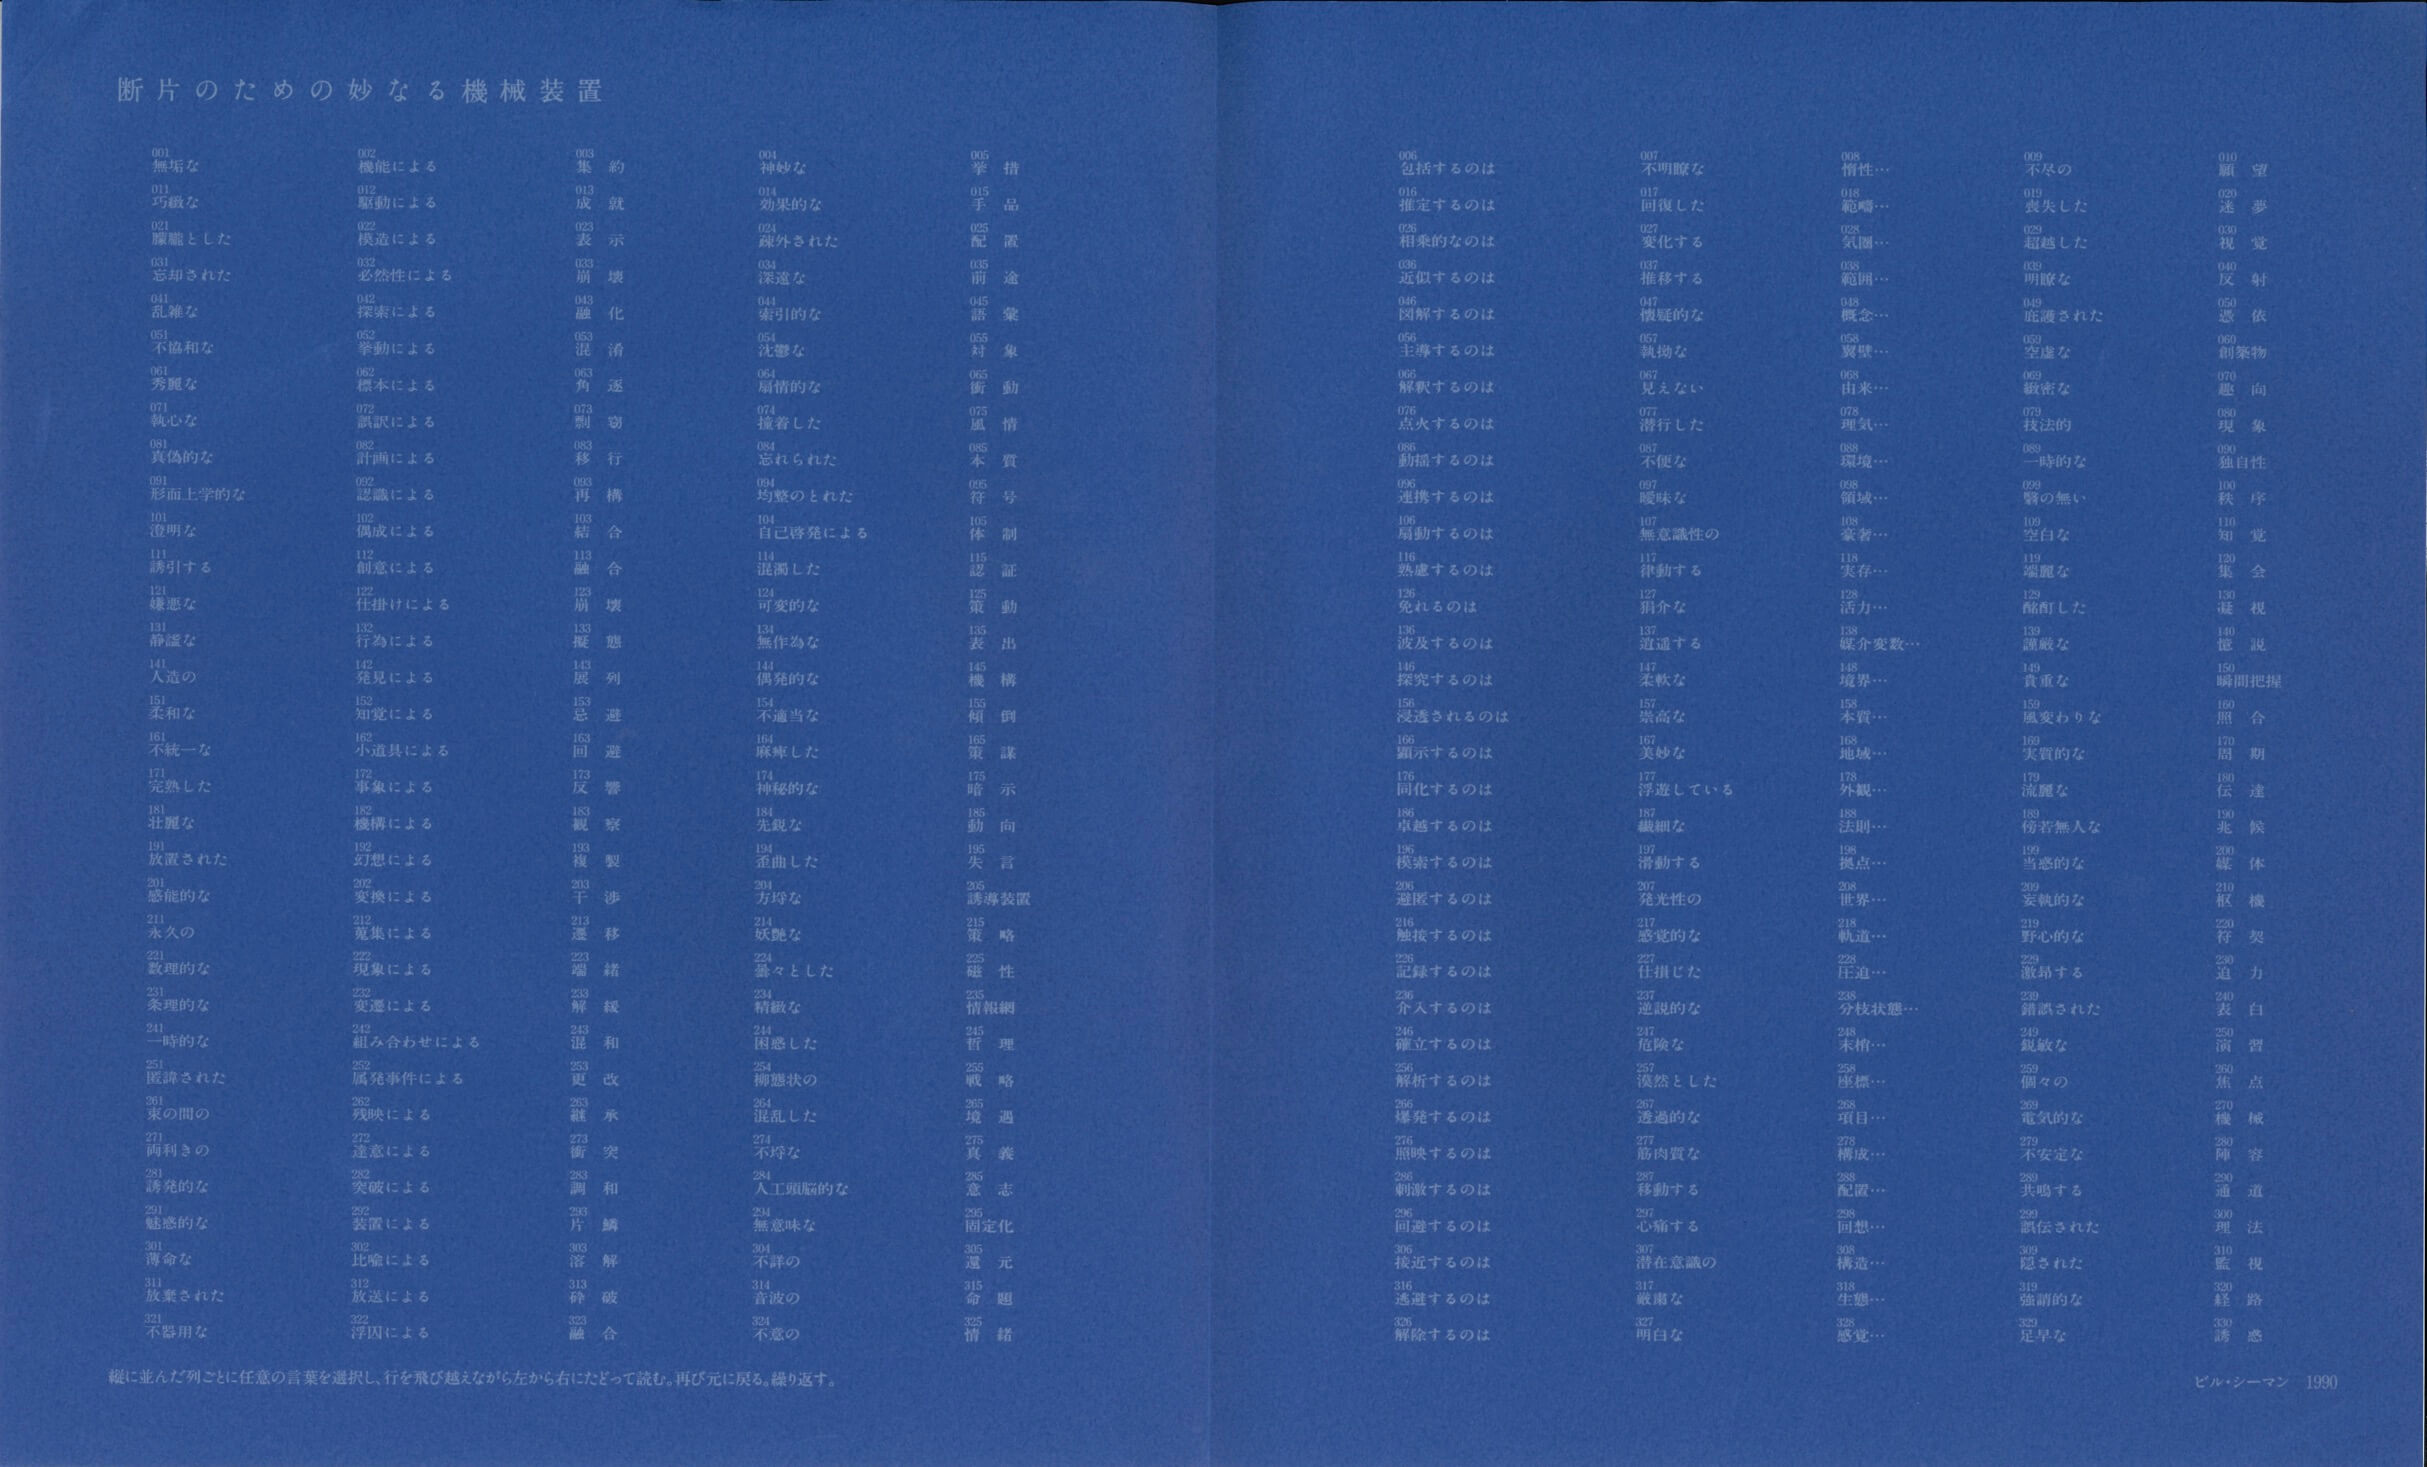 断片のための妙なる機械装置
001 無垢な 002 機能による 003 集約 004 神妙な 005 挙措 006 包括するのは 007 不明瞭な 008 惰性… 009 不尽の 010 願望
011 巧緻な 012 駆動による 013 成就 014 効果的な 015 手品 016 推定するのは 017 回復した 018 範疇… 019 喪失した 020 迷夢
021 朦朧とした 022 模造による 023 表示 024 疎外された 025 配置 026 相乗的なのは 027 変化する 028 気圏… 029 超越した 030 視覚
031 忘却された 032 必然性による 033 崩壊 034 深遠な 035 前途 036 近似するのは 037 推移する 038 範囲… 039 明瞭な 040 反射
041 乱雑な 042 探索による 043 融化 044 索引的な 045 語彙 046 図解するのは 047 懐疑的な 048 概念… 049 庇護された 050 憑依
051 不協和な 052 挙動による 053 混淆 054 沈鬱な 055 対象 056 主導するのは 057 執拗な 058 翼壁… 059 空虚な 060 創築物
061 秀麗な 062 標本による 063 角逐 064 扇情的な 065 衝動 066 解釈するのは 067 見えない 068 由来… 069 緻密な 070 趣向
071 執心な 072 誤訳による 073 剽窃 074 撞着した 075 風情 076 点火するのは 077 潜行した 078 理気… 079 技法的 080 現象
081 真偽的な 082 計画による 083 移行 084 忘れられた 085 本質 086 動揺するのは 087 不便な 088 環境… 089 一時的な 090 独自性
091 形而上学的な 092 認識による 093 再構 094 均整のとれた 095 符号 096 連携するのは 097 曖昧な 098 領域… 099 翳の無い 100 秩序
101 澄明な 102 偶成による 103 結合 104 自己啓発による 105 体制 106 扇動するのは 107 無意識性の 108 豪奢… 109 空白な 110 知覚
111 誘引する 112 創意による 113 融合 114 混濁した 115 認証 116 熟慮するのは 117 律動する 118 実存… 119 端麗な 120 集会
121 嫌悪な 122 仕掛けによる 123 崩壊 124 可変的な 125 策動 126 免れるのは 127 狷介な 128 活力… 129 酩酊した 130 凝視
131 静謐な 132 行為による 133 擬態 134 無作為な 135 表出 136 波及するのは 137 逍遥する 138 媒介変数… 139 謹厳な 140 憶説
141 人造の 142 発見による 143 展列 144 偶発的な 145 機構 146 探究するのは 147 柔軟な 148 境界… 149 貴重な 150 瞬間把握
151 柔和な 152 知覚による 153 忌避 154 不適当な 155 傾倒 156 浸透されるのは 157 崇高な 158 本質… 159 風変わりな 160 照合
161 不統一な 162 小道具による 163 回避 164 麻痺した 165 策謀 166 顕示するのは 167 美妙な 168 地域… 169 実質的な 170 周期
171 完熟した 172 事象による 173 反響 174 神秘的な 175 暗示 176 同化するのは 177 浮遊している 178 外観… 179 流麗な 180 伝達
181 壮麗な 182 機構による 183 観察 184 先鋭な 185 動向 186 卓越するのは 187 繊細な 188 法則… 189 傍若無人な 190 兆候
191 放置された 192 幻想による 193 複製 194 歪曲した 195 失言 196 模索するのは 197 滑動する 198 拠点… 199 当惑的な 200 媒体
201 感能的な 202 変換による 203 干渉 204 方埒な 205 誘導装置 206 避匿するのは 207 発光性の 208 世界… 209 妄執的な 210 枢機
211 永久の 212 蒐集による 213 遷移 214 妖艶な 215 策略 216 触接するのは 217 感覚的な 218 軌道… 219 野心的な 220 符契
221 数理的な 222 現象による 223 端緒 224 曇々とした 225 磁性 226 記録するのは 227 仕損じた 228 圧迫… 229 激昂する 230 迫力
231 条理的な 232 変遷による 233 解緩 234 精緻な 235 情報網 236 介入するのは 237 逆説的な 238 分枝状態… 239 錯誤された 240 表白
241 一時的な 242 組み合わせによる 243 混和 244 困惑した 245 哲理 246 確立するのは 247 危険な 248 末梢… 249 鋭敏な 250 演習
251 匿諱された 252 属発事件による 253 更改 254 柳態状の 255 戦略 256 解析するのは 257 漠然とした 258 座標… 259 個々の 260 焦点
261 束の間の 262 残映による 263 継承 264 混乱した 265 境遇 266 爆発するのは 267 透過的な 268 項目… 269 電気的な 270 機械
271 両利きの 272 達意による 273 衝突 274 不埒な 275 真義 276 照映するのは 277 筋肉質な 278 構成… 279 不安定な 280 陣容
281 誘発的な 282 突破による 283 調和 284 人工頭脳的な 285 意志 286 刺激するのは 287 移動する 288 配置… 289 共鳴する 290 通道
291 魅惑的な 292 装置による 293 片鱗 294 無意味な 295 固定化 296 回避するのは 297 心痛する 298 回想… 299 誤伝された 300 理法
301 薄命な 302 比喩による 303 溶解 304 不詳の 305 還元 306 接近するのは 307 潜在意識の 308 構造… 309 隠された 310 監視
311 放棄された 312 放送による 313 砕破 314 音波の 315 命題 316 逃避するのは 317 厳粛な 318 生態… 319 強請的な 320 経路
321 不器用な 322 浮囚による 323 融合 324 不意の 325 情緒 326 解除するのは 327 明白な 328 感覚… 329 足早な 330 誘惑
縦に並んだ列ごとに任意の言葉を選択し、行を飛び越えながら左から右にたどって読む。再び元に戻る。繰り返す。
ビル・シーマン 1990